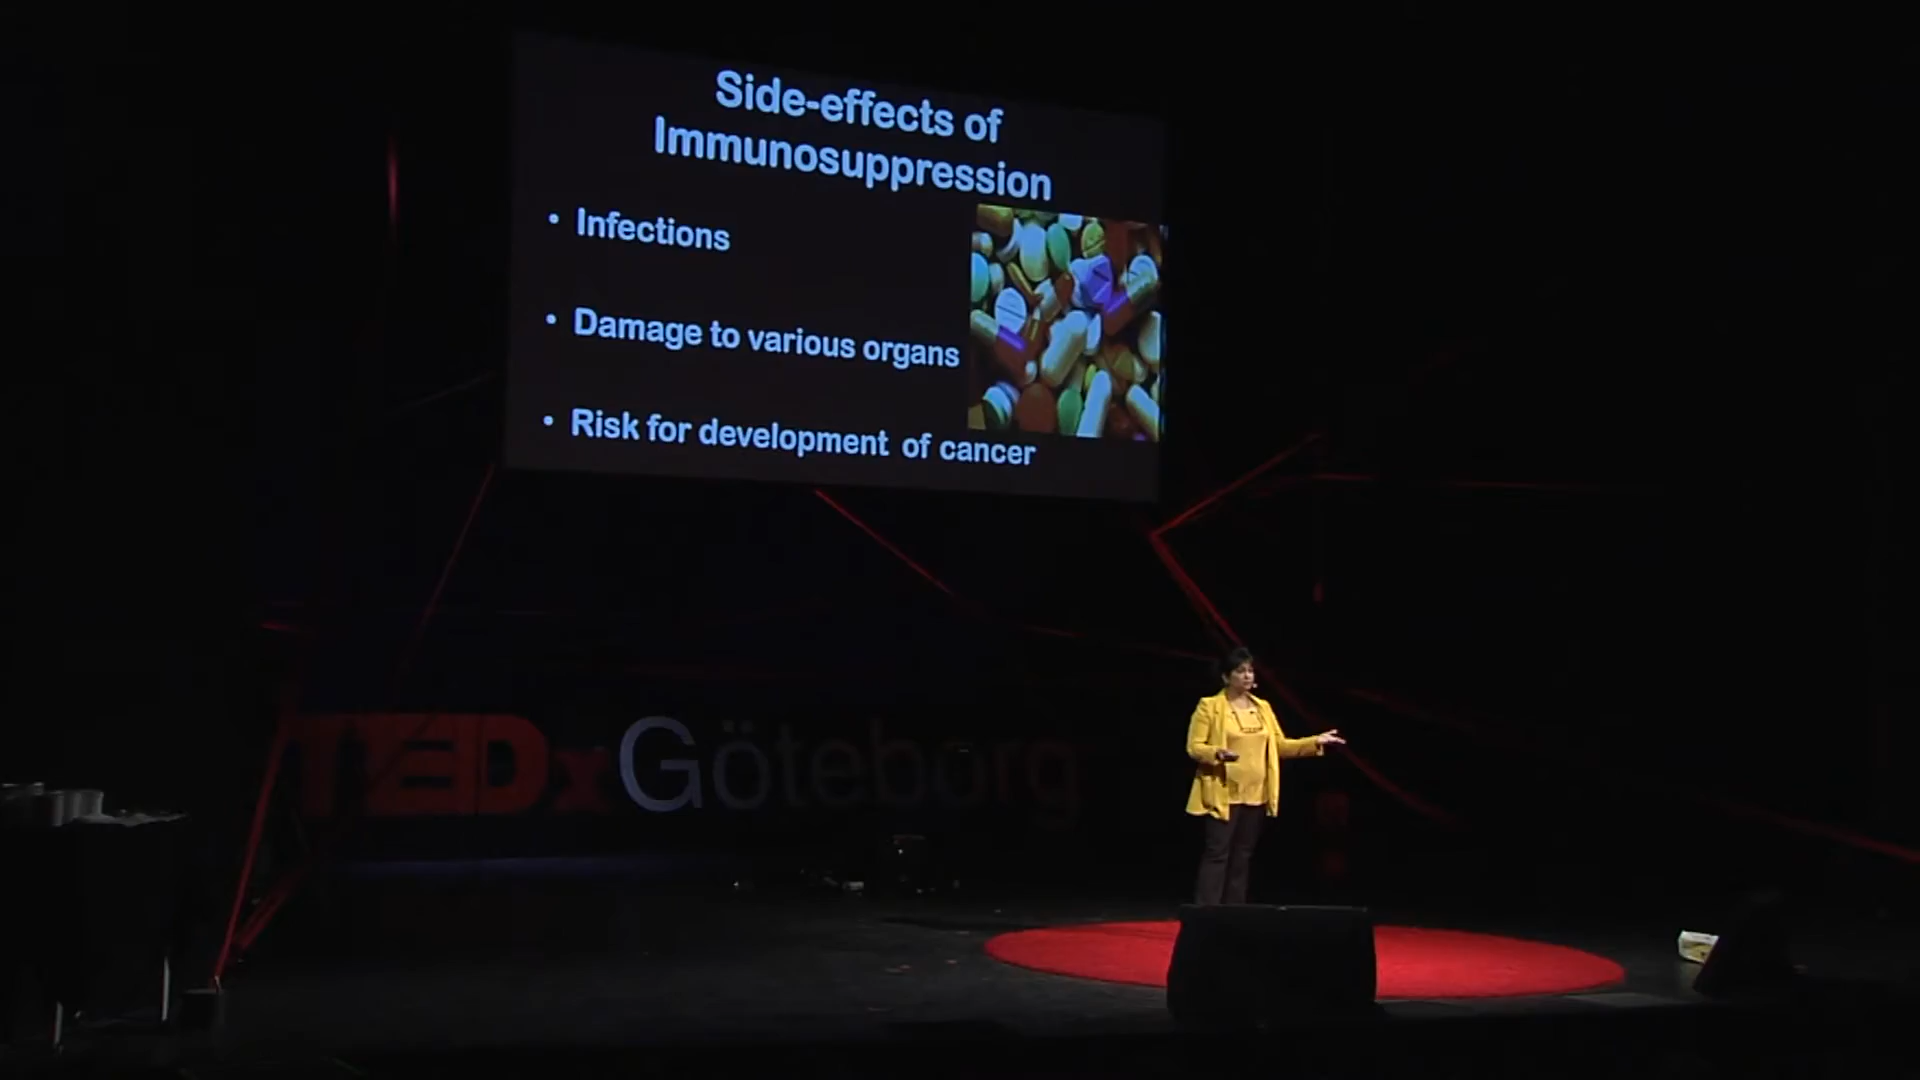 Side-effects of
Immunosuppression
• Infections
• Damage to various organs
• Risk for development of cancer
TEDxGöteborg